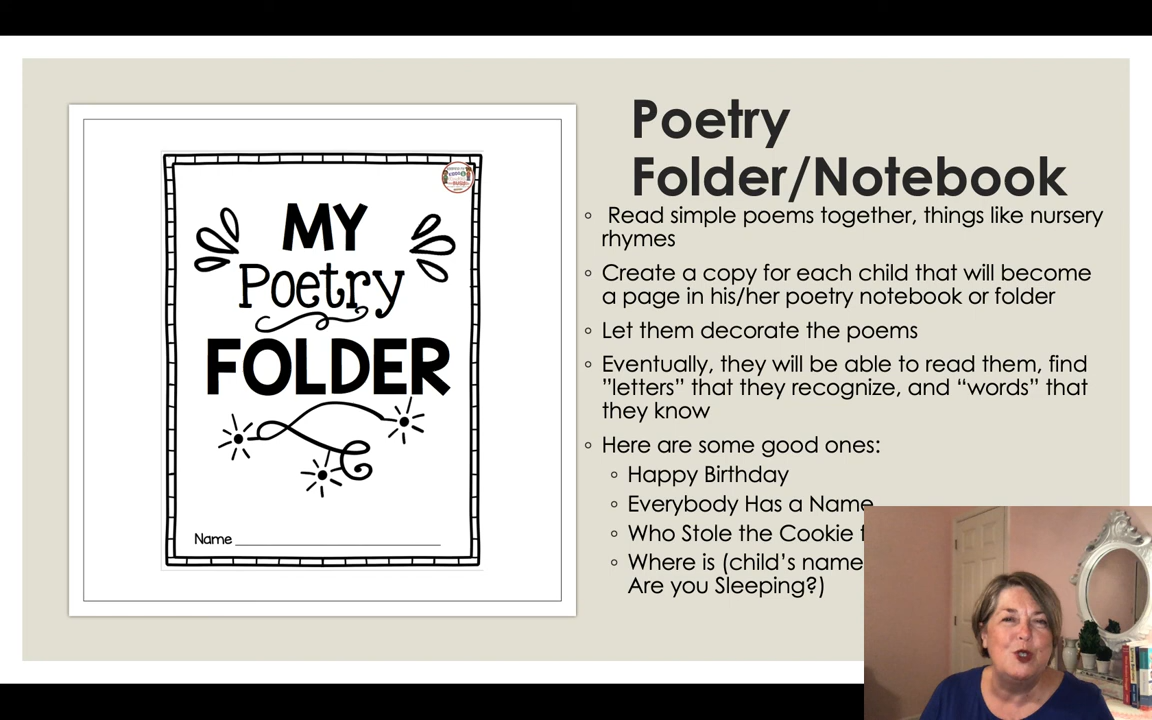 MY
Poetry
FOLDER
Name
Poetry
Folder/Notebook
◦ Read simple poems together, things like nursery
rhymes
◦ Create a copy for each child that will become
a page in his/her poetry notebook or folder
◦ Let them decorate the poems
◦ Eventually, they will be able to read them, find
”letters” that they recognize, and “words” that
they know
◦ Here are some good ones:
◦ Happy Birthday
◦ Everybody Has a Name
◦ Who Stole the Cookie
◦ Where is (child’s name
Are you Sleeping?)